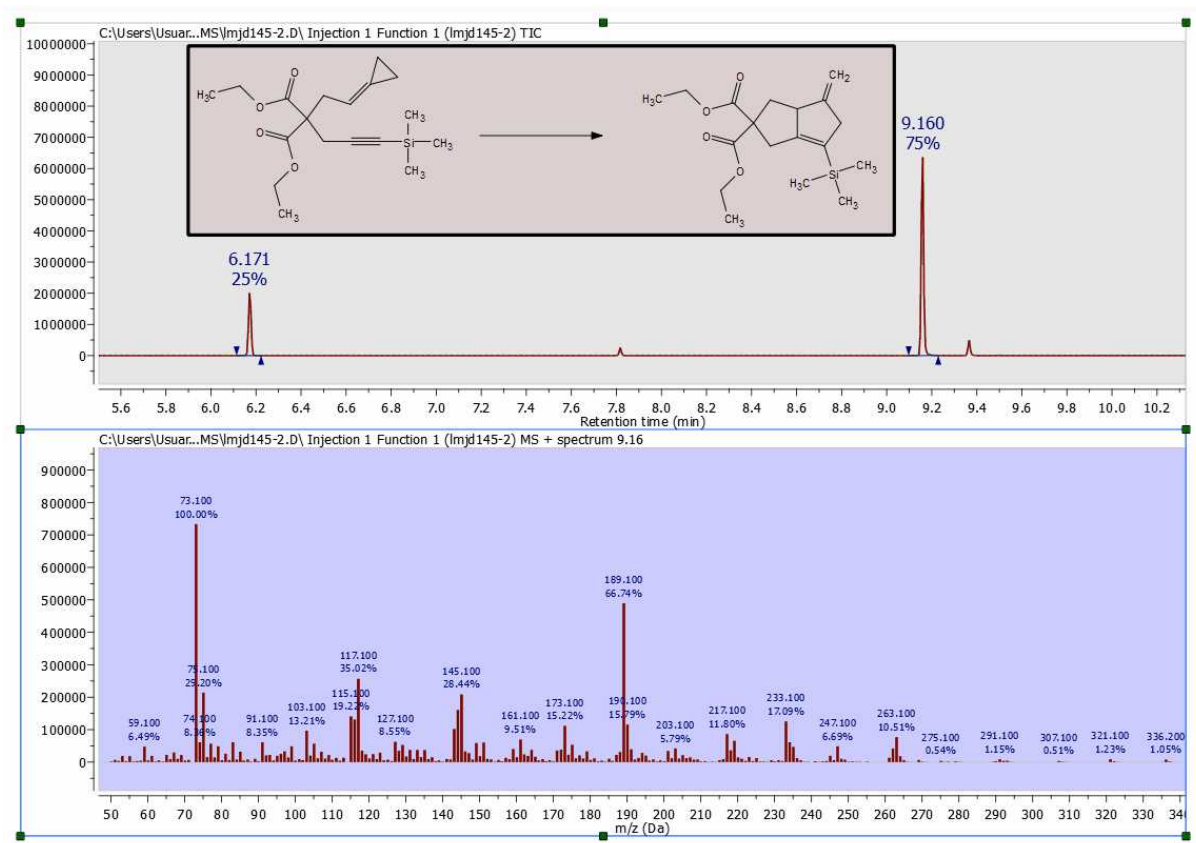 C:\Users\Usuar...MS\lmjd145-2.D\ Injection 1 Function 1 (lmjd145-2) TIC
10000000
9000000
8000000
7000000
6000000
5000000
4000000
3000000
2000000
1000000
0
H3C
O
O
O
O
CH3
CH3
Si
CH3
CH3
CH2
H3C
O
O
O
O
CH3
CH3
Si
H3C
CH3
6.171
25%
9.160
75%
5.6 5.8 6.0 6.2 6.4 6.6 6.8 7.0 7.2 7.4 7.6 7.8 8.0 8.2 8.4 8.6 8.8 9.0 9.2 9.4 9.6 9.8 10.0 10.2
Retention time (min)
C:\Users\Usuar...MS\lmjd145-2.D\ Injection 1 Function 1 (lmjd145-2) MS + spectrum 9.16
900000
800000
700000
600000
500000
400000
300000
200000
100000
0
59.100
6.49%
73.100
100.00%
75.100
29.20%
91.100
8.35%
103.100
13.21%
115.100
117.100
35.02%
127.100
8.55%
145.100
28.44%
161.100
9.51%
173.100
15.22%
189.100
66.74%
190.100
15.79%
203.100
5.79%
217.100
11.80%
233.100
17.09%
247.100
6.69%
263.100
10.51%
275.100
0.54%
291.100
1.15%
307.100
0.51%
321.100
1.23%
336.200
1.05%
50 60 70 80 90 100 110 120 130 140 150 160 170 180 190 200 210 220 230 240 250 260 270 280 290 300 310 320 330
m/z (Da)